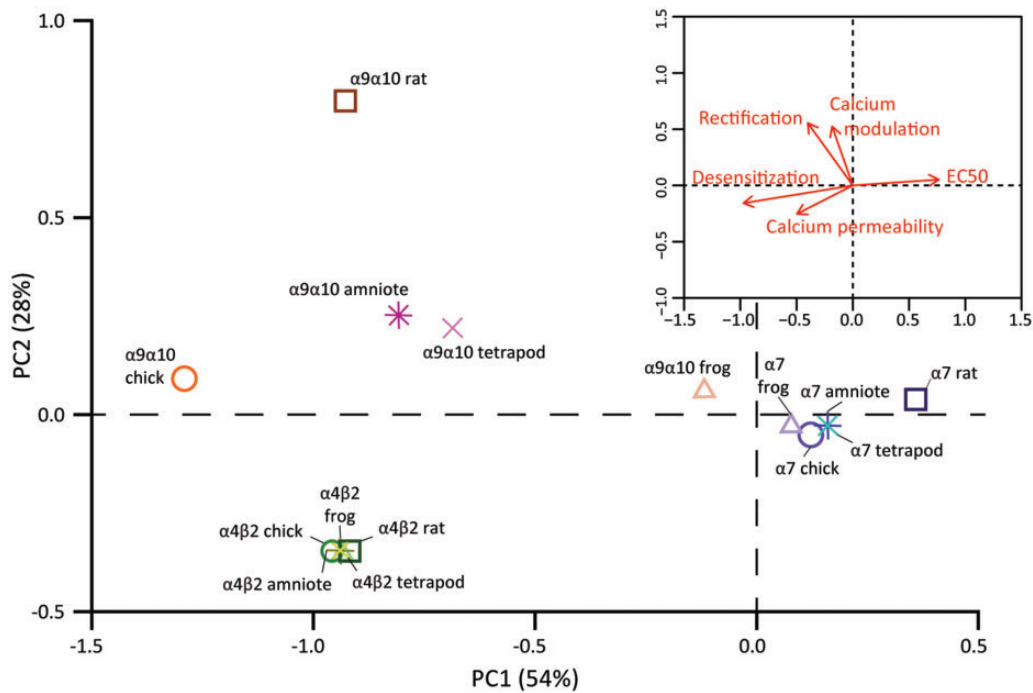 1.0
α9α10 rat
0.5
α9α10 amniote
α9α10 tetrapod
α9α10
chick
α9α10 frog
α7
frog
α7 amniote
α7 rat
0.0
α7 tetrapod
α7 chick
α4β2
frog
α4β2 chick
α4β2 rat
α4β2 amniote
α4β2 tetrapod
-0.5
-1.5
-1.0
-0.5
0.0
0.5
PC1 (54%)
PC2 (28%)
1.5
1.0
0.5
0.0
−0.5
−1.0
Rectification
Calcium
modulation
Desensitization
EC50
Calcium permeability
−1.5
−1.0
−0.5
0.0
0.5
1.0
1.5